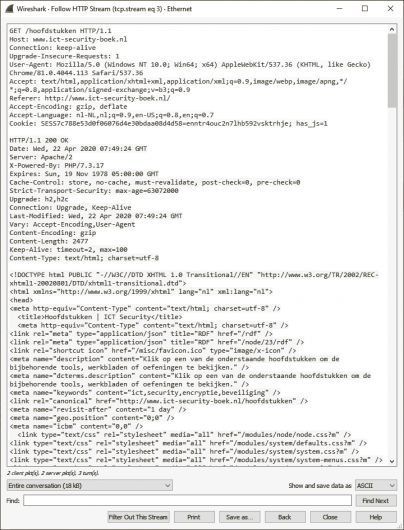 Wireshark - Follow HTTP Stream (tcp.stream eq 3) - Ethernet
GET /hoofdstukken HTTP/1.1
Host: www.ict-security-boek.nl
Connection: keep-alive
Upgrade-Insecure-Requests: 1
User-Agent: Mozilla/5.0 (Windows NT 10.0; Win64; x64) AppleWebKit/537.36 (KHTML, like Gecko)
Chrome/81.0.4044.113 Safari/537.36
Accept: text/html,application/xhtml+xml,application/xml;q=0.9,image/webp,image/apng,*/
*;q=0.8,application/signed-exchange;v=b3;q=0.9
Referer: http://www.ict-security-boek.nl/
Accept-Encoding: gzip, deflate
Accept-Language: nl-NL,nl;q=0.9,en-US;q=0.8,en;q=0.7
Cookie: has_js=1
HTTP/1.1 200 OK
Date: Wed, 22 Apr 2020 07:49:24 GMT
Server: Apache/2
X-Powered-By: PHP/7.3.17
Expires: Sun, 19 Nov 1978 05:00:00 GMT
Cache-Control: store, no-cache, must-revalidate, post-check=0, pre-check=0
Strict-Transport-Security: max-age=63072000
Upgrade: h2,h2c
Connection: Upgrade, Keep-Alive
Last-Modified: Wed, 22 Apr 2020 07:49:24 GMT
Vary: Accept-Encoding,User-Agent
Content-Encoding: gzip
Content-Length: 2477
Keep-Alive: timeout=2, max=100
Content-Type: text/html; charset=utf-8
<!DOCTYPE html PUBLIC "-//W3C//DTD XHTML 1.0 Transitional//EN" "http://www.w3.org/TR/2002/REC-
xhtml1-20020801/DTD/xhtml1-transitional.dtd">
<html xmlns="http://www.w3.org/1999/xhtml" lang="nl" xml:lang="nl">
<head>
<meta http-equiv="Content-Type" content="text/html; charset=utf-8" />
<title>Hoofdstukken | ICT Security</title>
<meta http-equiv="Content-Type" content="text/html; charset=utf-8" />
<link rel="meta" type="application/json" title="RDF" href="/rdf" />
<link rel="meta" type="application/json" title="RDF" href="/node/23/rdf" />
<link rel="shortcut icon" href="/misc/favicon.ico" type="image/x-icon" />
<meta name="description" content="Klik op een van de onderstaande hoofdstukken om de
bijbehorende tools, werkbladen of oefeningen te bekijken." />
<meta name="dcterms.description" content="Klik op een van de onderstaande hoofdstukken om de
bijbehorende tools, werkbladen of oefeningen te bekijken." />
<meta name="keywords" content="ict,security,encryptie,beveiliging" />
<link rel="canonical" href="http://www.ict-security-boek.nl/hoofdstukken" />
<meta name="revisit-after" content="1 day" />
<meta name="geo.position" content="0;0" />
<meta name="icbm" content="0,0" />
<link type="text/css" rel="stylesheet" media="all" href="/modules/node/node.css?m" />
<link type="text/css" rel="stylesheet" media="all" href="/modules/system/defaults.css?m" />
<link type="text/css" rel="stylesheet" media="all" href="/modules/system/system.css?m" />
<link type="text/css" rel="stylesheet" media="all" href="/modules/system/system-menus.css?m" />
2 client pkt(s), 2 server pkt(s), 3 turn(s).
Entire conversation (18 kB)
Show and save data as ASCII
Find:
Find Next
Filter Out This Stream
Print
Save as...
Back
Close
Help